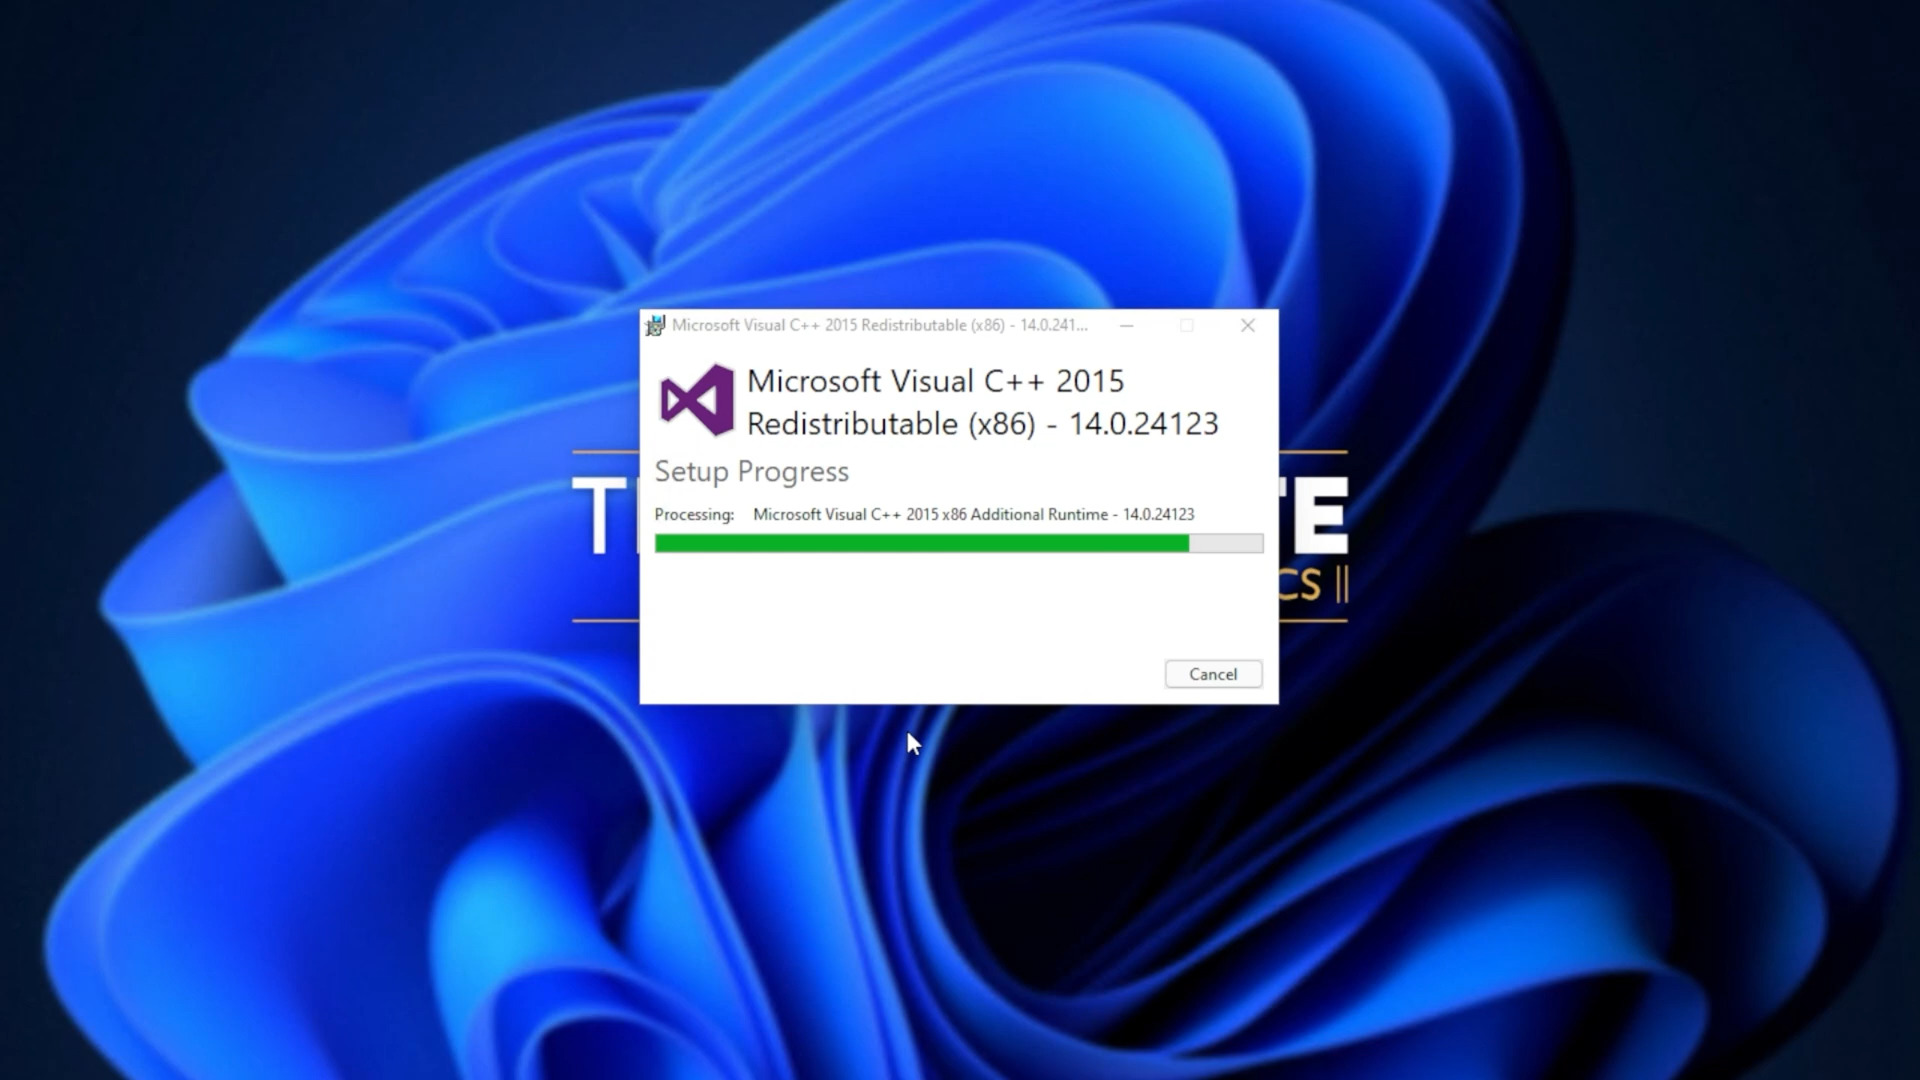 Microsoft Visual C++ 2015 Redistributable (x86) - 14.0.241...
Microsoft Visual C++ 2015
Redistributable (x86) - 14.0.24123
Setup Progress
Processing: Microsoft Visual C++ 2015 x86 Additional Runtime - 14.0.24123
Cancel